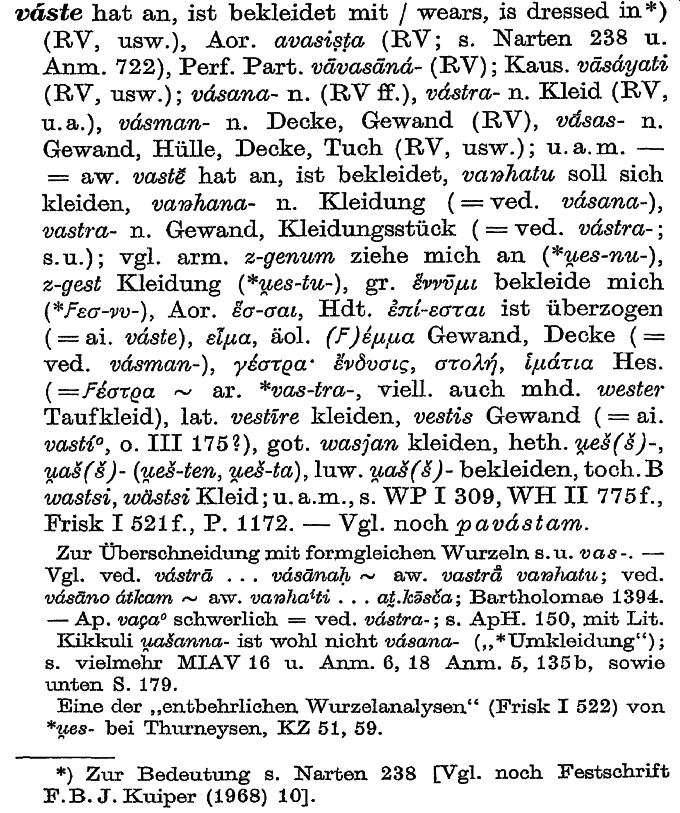 váste hat an, ist bekleidet mit / wears, is dressed in*)
(RV, usw.), Aor. avasiṣṭa (RV; s. Narten 238 u.
Anm. 722), Perf. Part. vāvasāná- (RV); Kaus. vāsáyati
(RV, usw.); vásana- n. (RV ff.), vástra- n. Kleid (RV,
u. a.), vásman- n. Decke, Gewand (RV), vā́sas- n.
Gewand, Hülle, Decke, Tuch (RV, usw.); u. a. m. —
= aw. vastē̆ hat an, ist bekleidet, vaŋhatu soll sich
kleiden, vaŋhana- n. Kleidung (= ved. vásana-),
vastra- n. Gewand, Kleidungsstück (= ved. vástra-;
s. u.); vgl. arm. z-genum ziehe mich an (*u̯es-nu-),
z-gest Kleidung (*u̯es-tu-), gr. ἕννῡμι bekleide mich
(*ϝεσ-νυ-), Aor. ἕσ-σαι, Hdt. ἐπί-εσται ist überzogen
(= ai. váste), εἷμα, äol. (ϝ)έμμα Gewand, Decke (=
ved. vásman-), γέστρα· ἔνδυσις, στολή, ἱμάτια Hes.
(= ϝέστρα ~ ar. *vas-tra-, viell. auch mhd. wester
Taufkleid), lat. vestīre kleiden, vestis Gewand (= ai.
vastí°, o. III 175?), got. wasjan kleiden, heth. u̯eš(š)-,
u̯aš(š)- (u̯eš-ten, u̯eš-ta), luw. u̯aš(š)- bekleiden, toch. B
wastsi, wästsi Kleid; u. a. m., s. WP I 309, WH II 775 f.,
Frisk I 521 f., P. 1172. — Vgl. noch pavástam.
Zur Überschneidung mit formgleichen Wurzeln s. u. vas-. —
Vgl. ved. vástrā . . . vásānaḥ ~ aw. vastrā̊ vaŋhatu; ved.
vásāno átkam ~ aw. vaŋhaⁱti . . . at̰.kə̄sča; Bartholomae 1394.
— Ap. vaça° schwerlich = ved. vástra-; s. ApH. 150, mit Lit.
Kikkuli u̯ašanna- ist wohl nicht vásana- („*Umkleidung“);
s. vielmehr MIAV 16 u. Anm. 6, 18 Anm. 5, 135b, sowie
unten S. 179.
Eine der „entbehrlichen Wurzelanalysen“ (Frisk I 522) von
*u̯es- bei Thurneysen, KZ 51, 59.
*) Zur Bedeutung s. Narten 238 [Vgl. noch Festschrift
F. B. J. Kuiper (1968) 10].